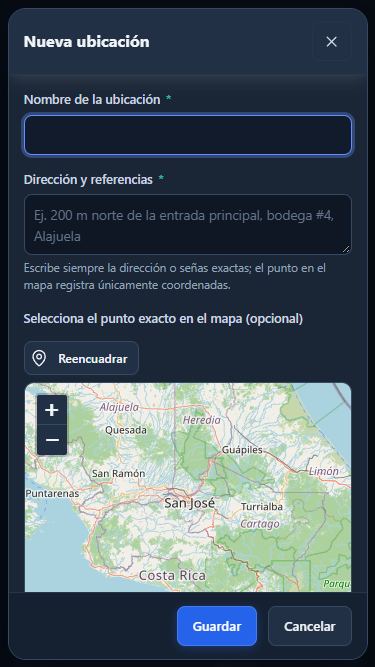 Nueva ubicación
×
Nombre de la ubicación *
Dirección y referencias *
Ej. 200 m norte de la entrada principal, bodega #4,
Alajuela
Escribe siempre la dirección o señas exactas; el punto en el
mapa registra únicamente coordenadas.
Selecciona el punto exacto en el mapa (opcional)
Reencuadrar
+
−
Alajuela
Quesada
Heredia
Guápiles
San Ramón
Limón
Puntarenas
San José
Turrialba
Cartago
Costa Rica
Parqu
Guardar
Cancelar